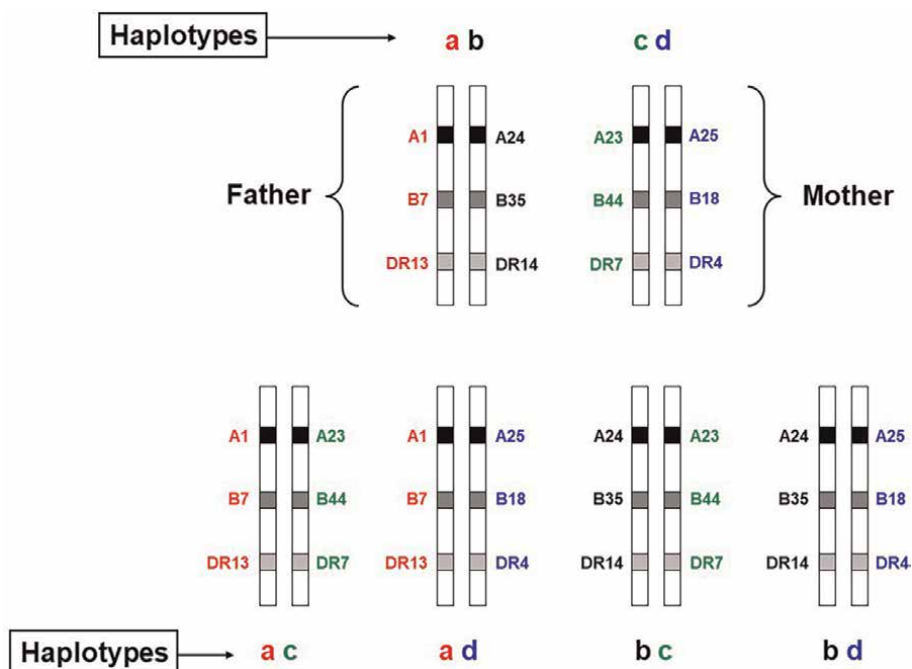 Haplotypes
a b
c d
A1 A24 A23 A25
Father B7 B35 B44 B18 Mother
DR13 DR14 DR7 DR4
A1 A23 A1 A25 A24 A23 A24 A25
B7 B44 B7 B18 B35 B44 B35 B18
DR13 DR7 DR13 DR4 DR14 DR7 DR14 DR4
Haplotypes
a c
a d
b c
b d